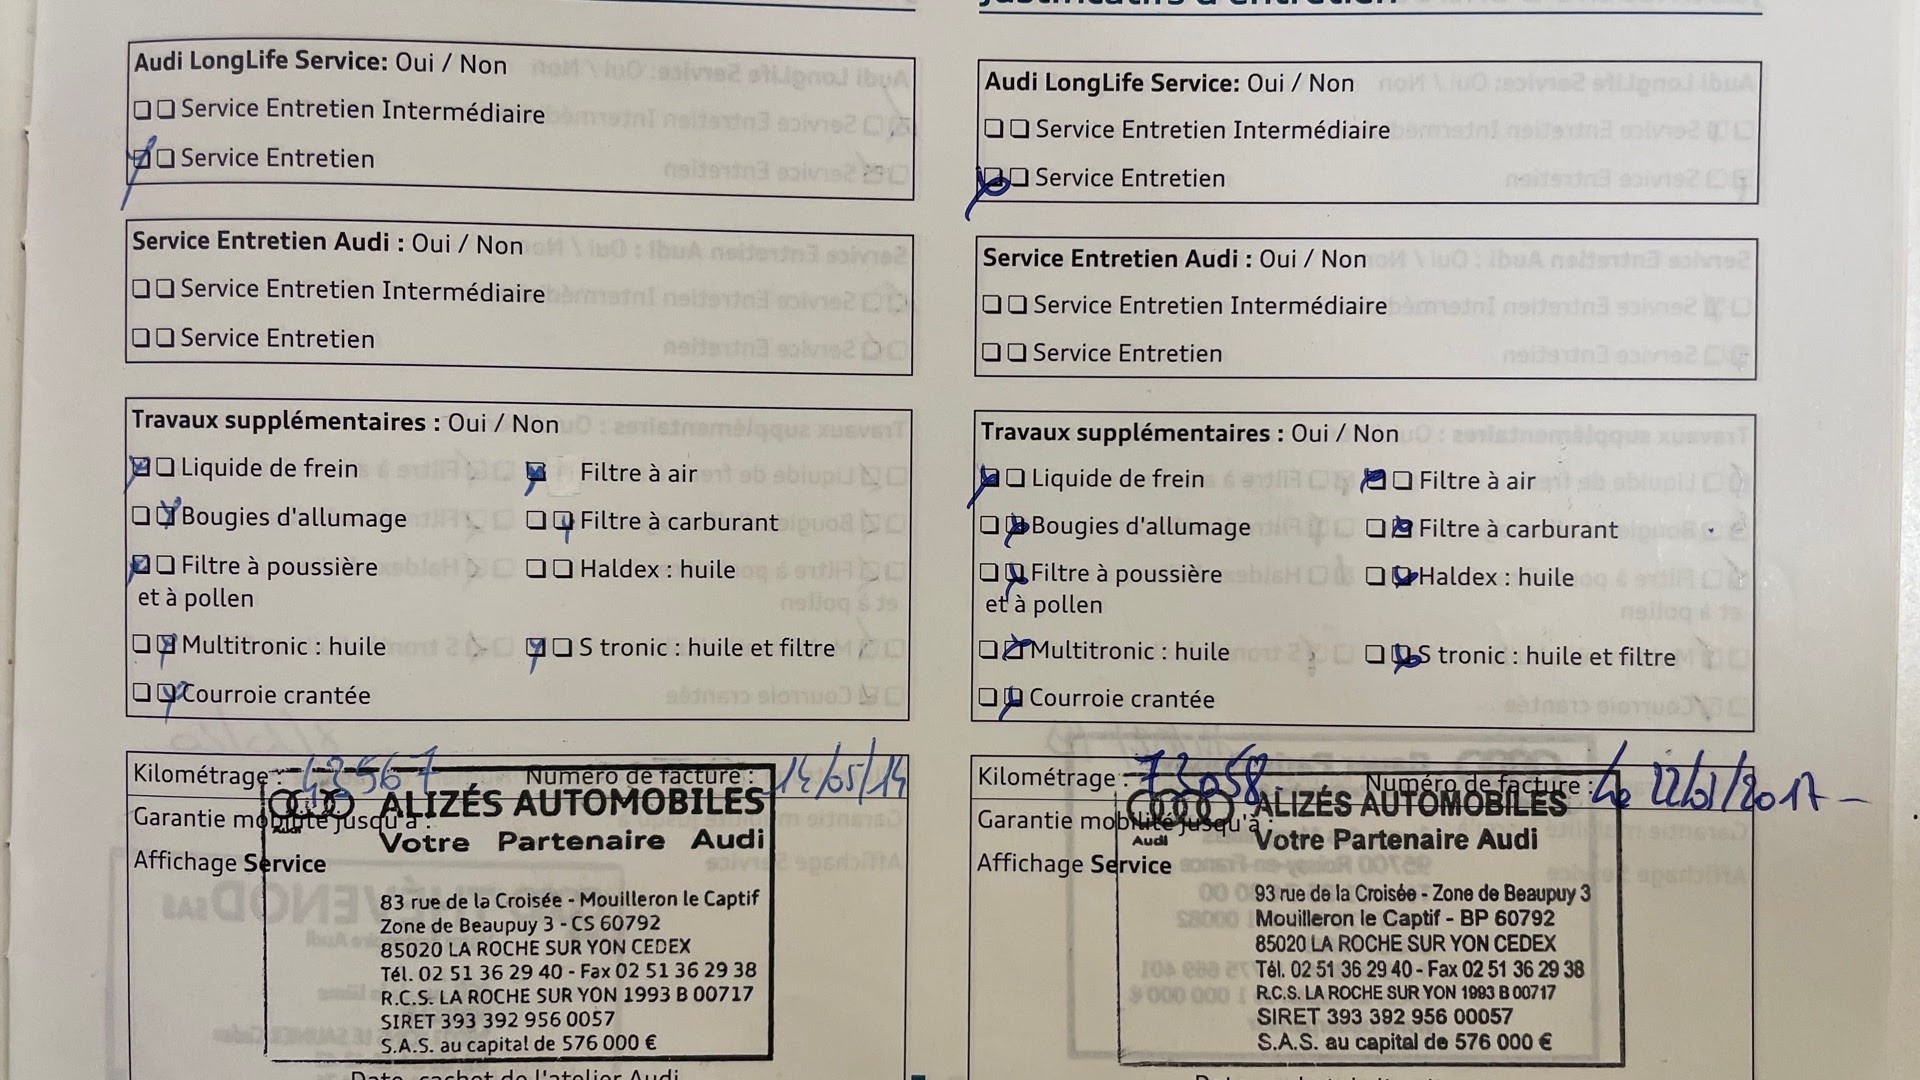 Justificatifs d'entretien
Audi LongLife Service: Oui / Non
❏❏ Service Entretien Intermédiaire
❏❏ Service Entretien
Service Entretien Audi : Oui / Non
❏❏ Service Entretien Intermédiaire
❏❏ Service Entretien
Travaux supplémentaires : Oui / Non
❏❏ Liquide de frein ❏ Filtre à air
❏❏ Bougies d'allumage ❏❏ Filtre à carburant
❏❏ Filtre à poussière ❏❏ Haldex : huile
et à pollen
❏❏ Multitronic : huile ❏❏ S tronic : huile et filtre
❏❏ Courroie crantée
Kilométrage : 43567 Numéro de facture : 14/05/14
Garantie mobilité jusqu'à :
Affichage Service
Audi
ALIZÉS AUTOMOBILES
Votre Partenaire Audi
83 rue de la Croisée - Mouilleron le Captif
Zone de Beaupuy 3 - CS 60792
85020 LA ROCHE SUR YON CEDEX
Tél. 02 51 36 29 40 - Fax 02 51 36 29 38
R.C.S. LA ROCHE SUR YON 1993 B 00717
SIRET 393 392 956 0057
S.A.S. au capital de 576 000 €
Date, cachet de l'atelier Audi
Audi LongLife Service: Oui / Non
❏❏ Service Entretien Intermédiaire
❏❏ Service Entretien
Service Entretien Audi : Oui / Non
❏❏ Service Entretien Intermédiaire
❏❏ Service Entretien
Travaux supplémentaires : Oui / Non
❏❏ Liquide de frein ❏❏ Filtre à air
❏❏ Bougies d'allumage ❏❏ Filtre à carburant
❏❏ Filtre à poussière ❏❏ Haldex : huile
et à pollen
❏❏ Multitronic : huile ❏❏ S tronic : huile et filtre
❏❏ Courroie crantée
Kilométrage : 73058 Numéro de facture : Le
Garantie mobilité jusqu'à :
Affichage Service
Audi
ALIZÉS AUTOMOBILES
Votre Partenaire Audi
93 rue de la Croisée - Zone de Beaupuy 3
Mouilleron le Captif - BP 60792
85020 LA ROCHE SUR YON CEDEX
Tél. 02 51 36 29 40 - Fax 02 51 36 29 38
R.C.S. LA ROCHE SUR YON 1993 B 00717
SIRET 393 392 956 00057
S.A.S. au capital de 576 000 €